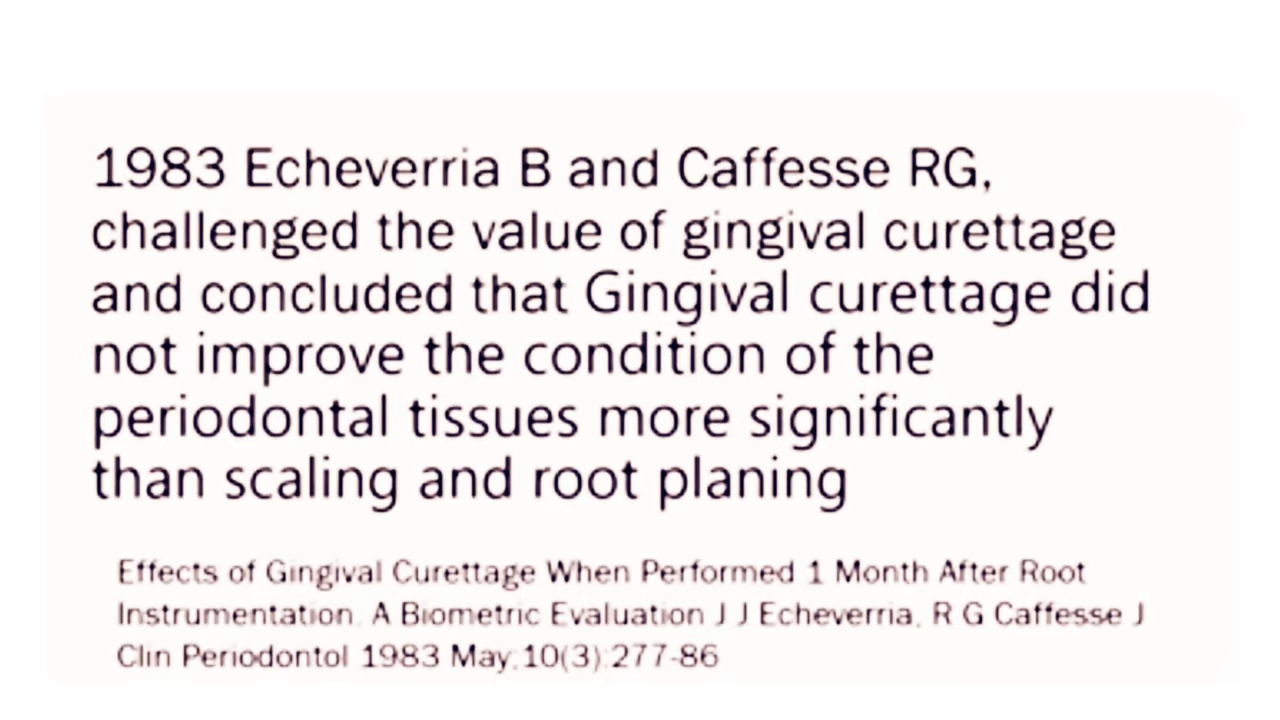 1983 Echeverria B and Caffesse RG,
challenged the value of gingival curettage
and concluded that Gingival curettage did
not improve the condition of the
periodontal tissues more significantly
than scaling and root planing
Effects of Gingival Curettage When Performed 1 Month After Root
Instrumentation. A Biometric Evaluation J J Echeverria, R G Caffesse J
Clin Periodontol 1983 May;10(3):277-86